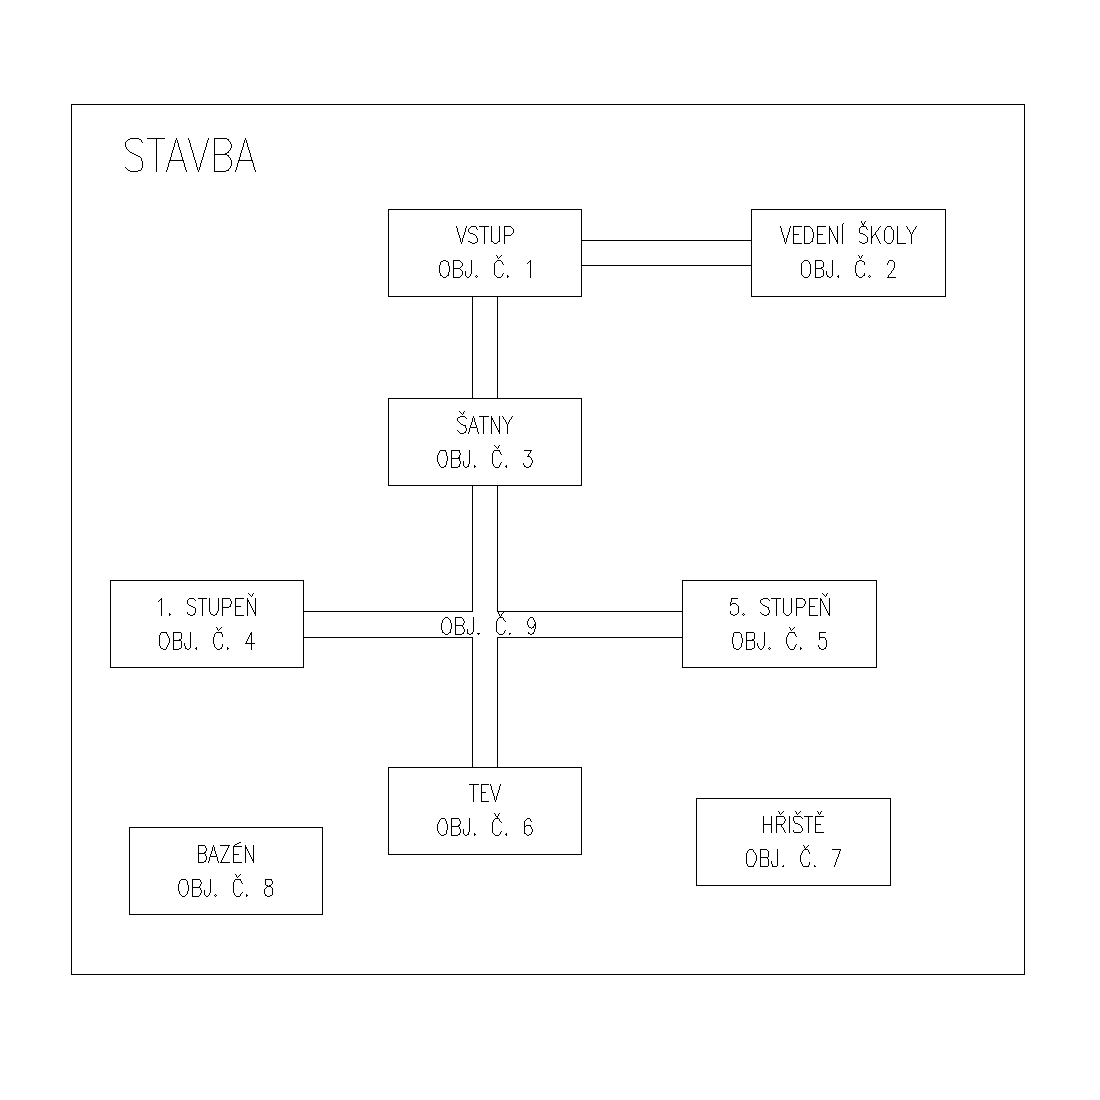 STAVBA
VSTUP
OBJ. Č. 1
VEDENÍ ŠKOLY
OBJ. Č. 2
ŠATNY
OBJ. Č. 3
1. STUPEŇ
OBJ. Č. 4
OBJ. Č. 9
5. STUPEŇ
OBJ. Č. 5
TEV
OBJ. Č. 6
HŘIŠTĚ
OBJ. Č. 7
BAZÉN
OBJ. Č. 8